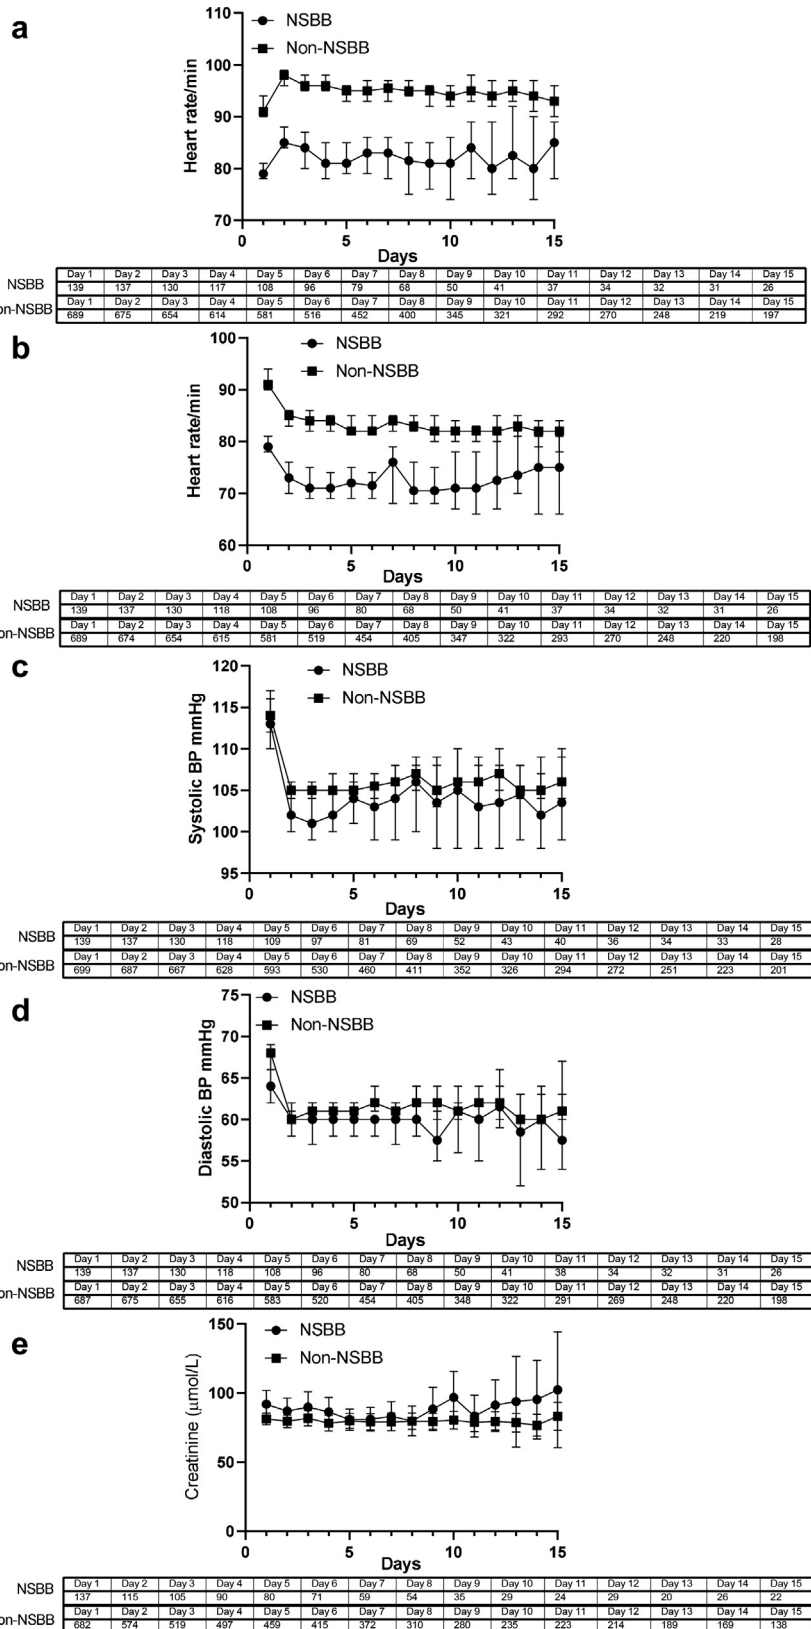 a
110
100
90
80
70
Heart rate/min
NSBB
Non-NSBB
0 5 10 15
Days
Day 1 Day 2 Day 3 Day 4 Day 5 Day 6 Day 7 Day 8 Day 9 Day 10 Day 11 Day 12 Day 13 Day 14 Day 15
NSBB 139 137 130 117 108 96 79 68 50 41 37 34 32 31 26
Day 1 Day 2 Day 3 Day 4 Day 5 Day 6 Day 7 Day 8 Day 9 Day 10 Day 11 Day 12 Day 13 Day 14 Day 15
on-NSBB 689 675 654 614 581 516 452 400 345 321 292 270 248 219 197
b
100
90
80
70
60
Heart rate/min
NSBB
Non-NSBB
0 5 10 15
Days
Day 1 Day 2 Day 3 Day 4 Day 5 Day 6 Day 7 Day 8 Day 9 Day 10 Day 11 Day 12 Day 13 Day 14 Day 15
NSBB 139 137 130 118 108 96 80 68 50 41 37 34 32 31 26
Day 1 Day 2 Day 3 Day 4 Day 5 Day 6 Day 7 Day 8 Day 9 Day 10 Day 11 Day 12 Day 13 Day 14 Day 15
on-NSBB 689 674 654 615 581 519 454 405 347 322 293 270 248 220 198
c
120
115
110
105
100
95
Systolic BP mmHg
NSBB
Non-NSBB
0 5 10 15
Days
Day 1 Day 2 Day 3 Day 4 Day 5 Day 6 Day 7 Day 8 Day 9 Day 10 Day 11 Day 12 Day 13 Day 14 Day 15
NSBB 139 137 130 118 109 97 81 69 52 43 40 36 34 33 28
Day 1 Day 2 Day 3 Day 4 Day 5 Day 6 Day 7 Day 8 Day 9 Day 10 Day 11 Day 12 Day 13 Day 14 Day 15
on-NSBB 699 687 667 628 593 530 460 411 352 326 294 272 251 223 201
d
75
70
65
60
55
50
Diastolic BP mmHg
NSBB
Non-NSBB
0 5 10 15
Days
Day 1 Day 2 Day 3 Day 4 Day 5 Day 6 Day 7 Day 8 Day 9 Day 10 Day 11 Day 12 Day 13 Day 14 Day 15
NSBB 139 137 130 118 108 96 80 68 50 41 38 34 32 31 26
Day 1 Day 2 Day 3 Day 4 Day 5 Day 6 Day 7 Day 8 Day 9 Day 10 Day 11 Day 12 Day 13 Day 14 Day 15
on-NSBB 687 675 655 616 583 520 454 405 348 322 291 269 248 220 198
e
150
100
50
0
Creatinine (μmol/L)
NSBB
Non-NSBB
0 5 10 15
Days
Day 1 Day 2 Day 3 Day 4 Day 5 Day 6 Day 7 Day 8 Day 9 Day 10 Day 11 Day 12 Day 13 Day 14 Day 15
NSBB 137 115 105 90 80 71 59 54 35 29 24 29 20 26 22
Day 1 Day 2 Day 3 Day 4 Day 5 Day 6 Day 7 Day 8 Day 9 Day 10 Day 11 Day 12 Day 13 Day 14 Day 15
on-NSBB 682 574 519 497 459 415 372 310 280 235 223 214 189 169 138